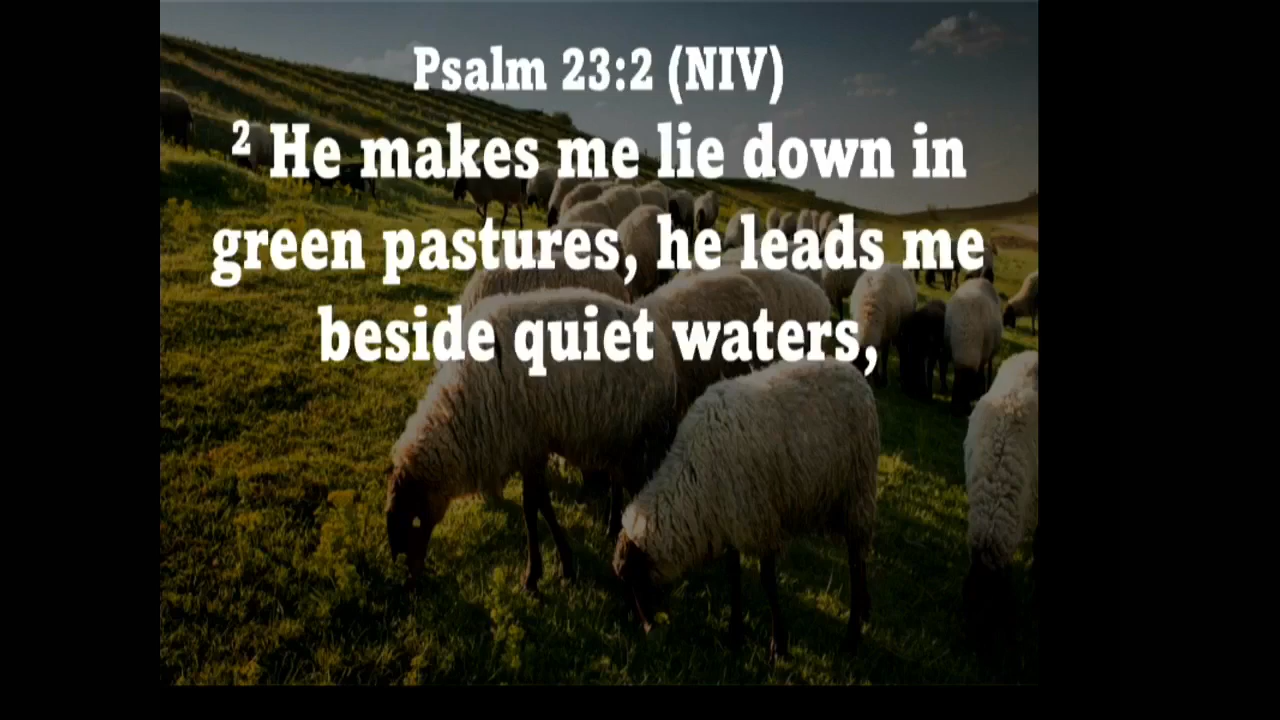 Psalm 23:2 (NIV)
² He makes me lie down in
green pastures, he leads me
beside quiet waters,